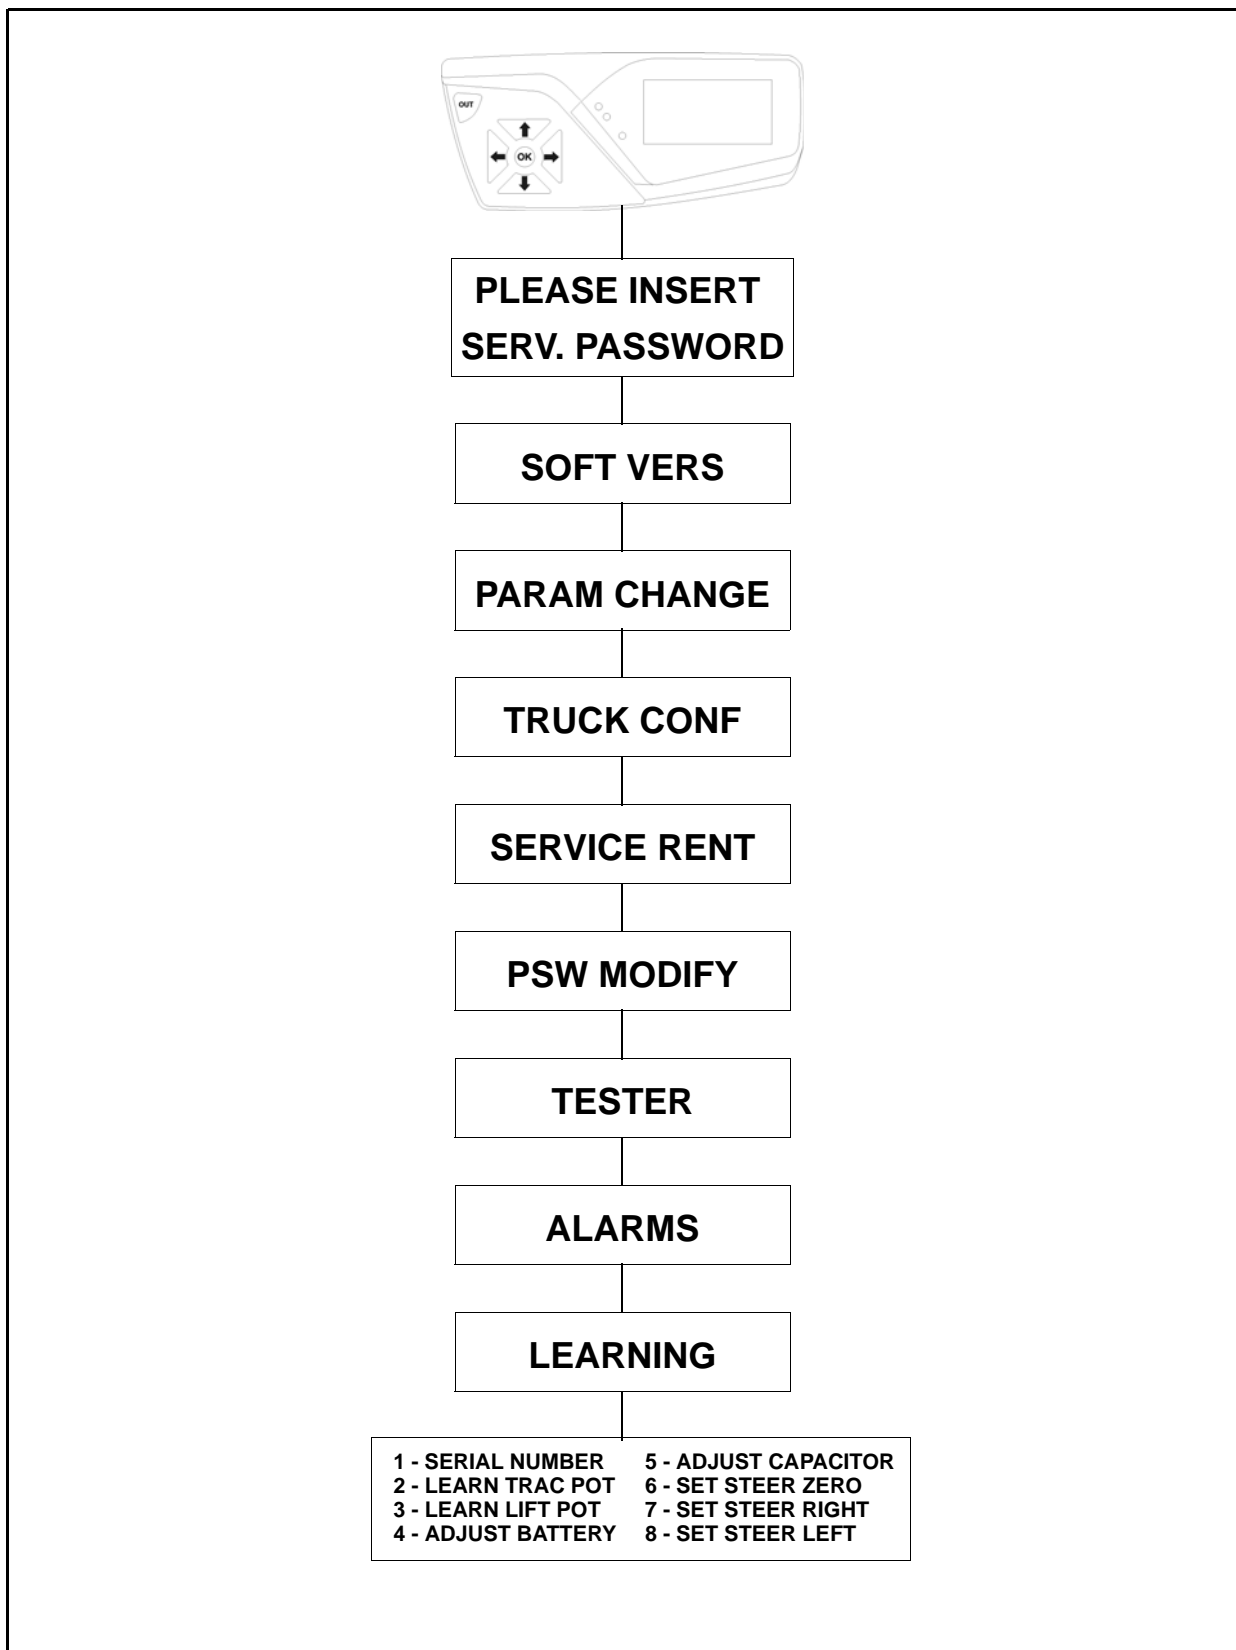 OUT
OK
PLEASE INSERT
SERV. PASSWORD
SOFT VERS
PARAM CHANGE
TRUCK CONF
SERVICE RENT
PSW MODIFY
TESTER
ALARMS
LEARNING
1 - SERIAL NUMBER
2 - LEARN TRAC POT
3 - LEARN LIFT POT
4 - ADJUST BATTERY
5 - ADJUST CAPACITOR
6 - SET STEER ZERO
7 - SET STEER RIGHT
8 - SET STEER LEFT